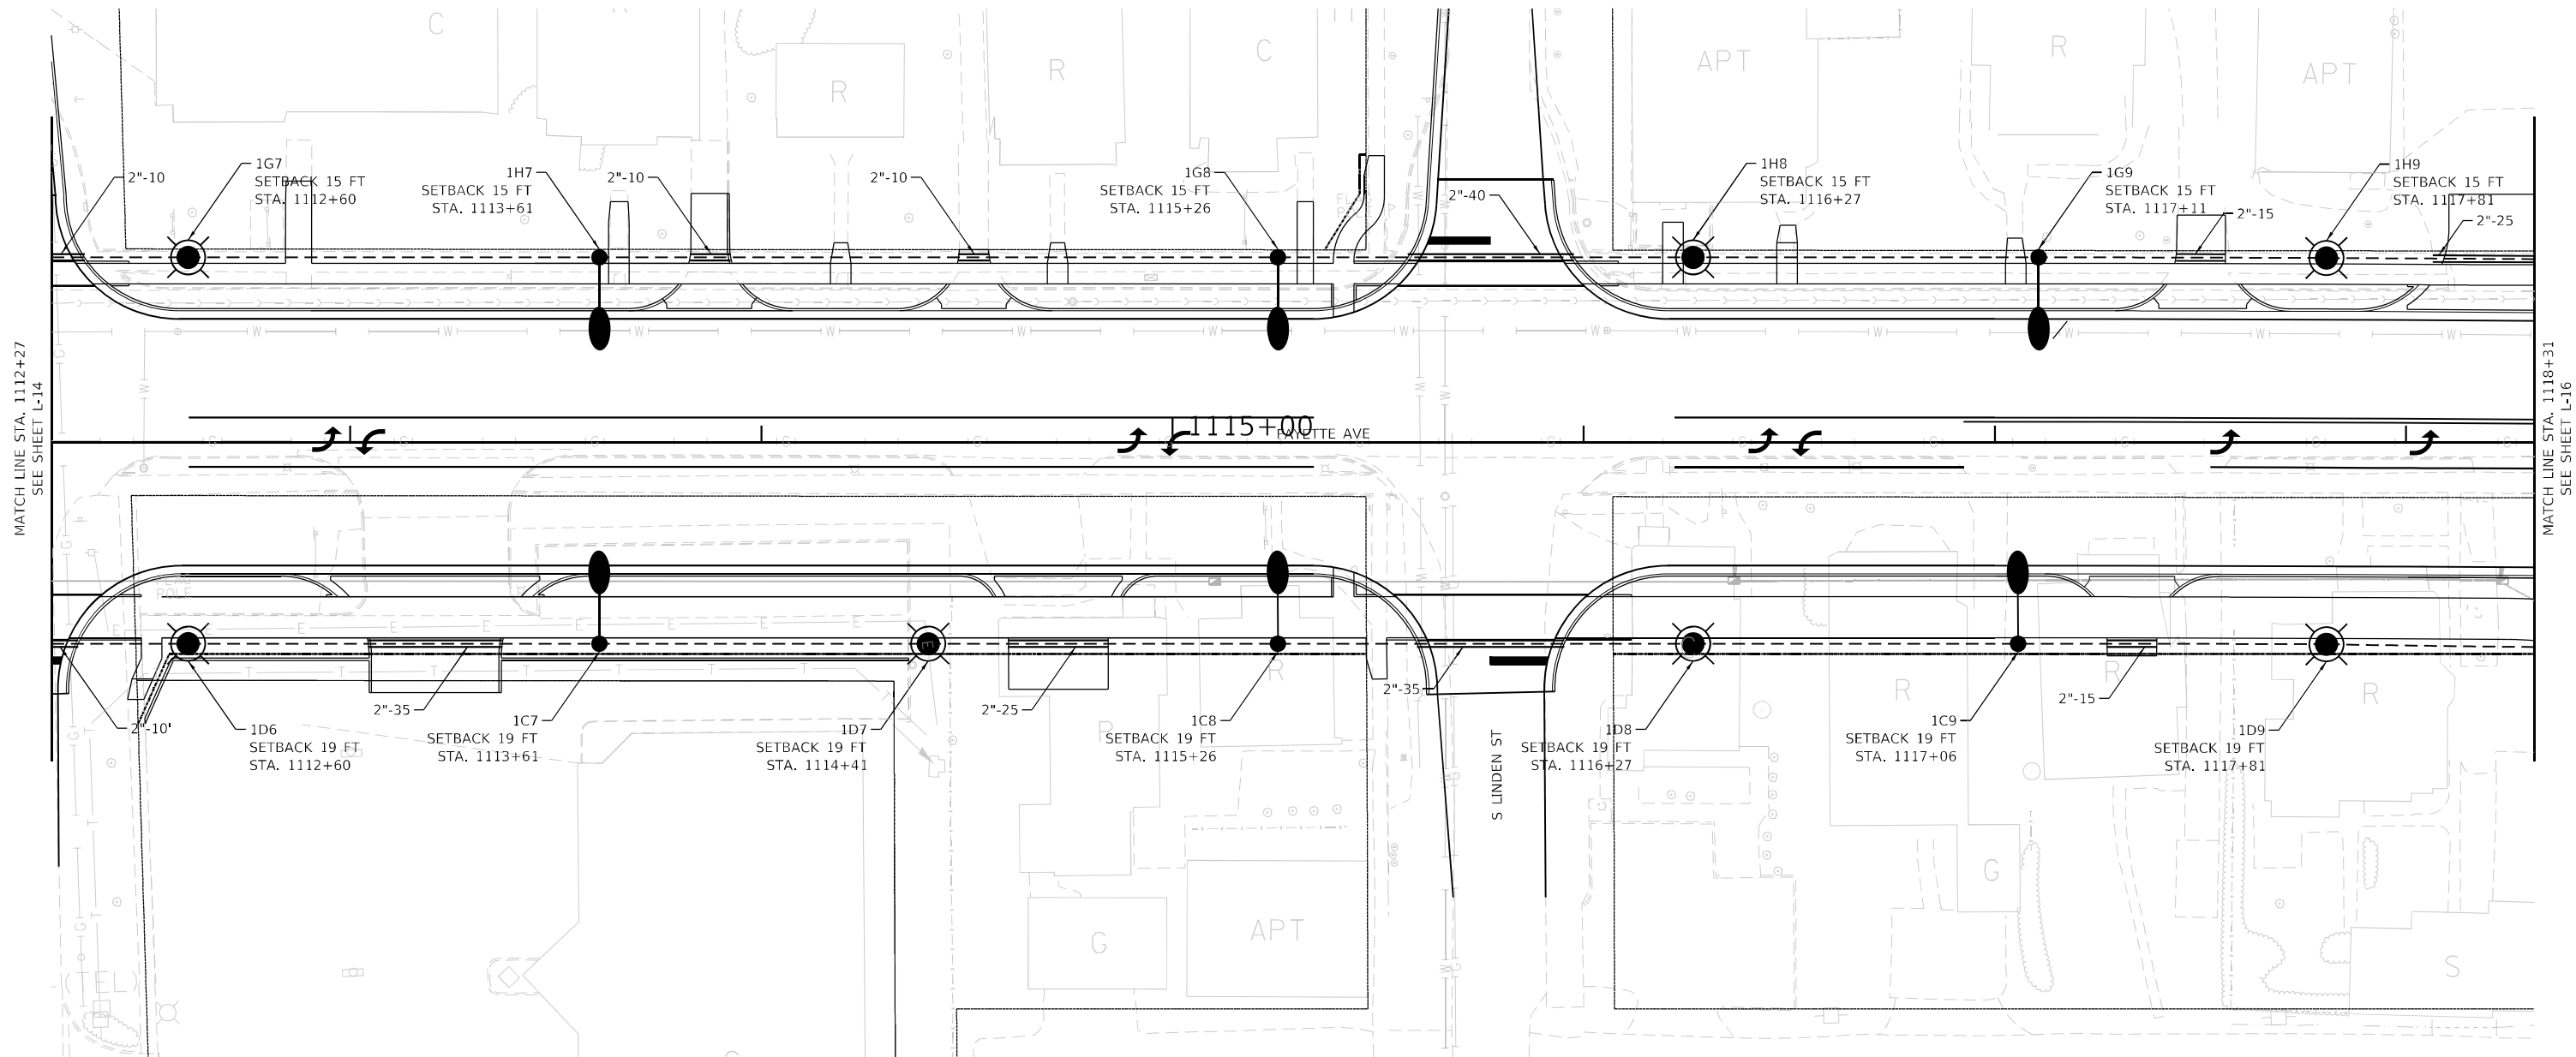 C
R
R
C
APT
R
APT
2"-10
1G7
SETBACK 15 FT
STA. 1112+60
1H7
SETBACK 15 FT
STA. 1113+61
2"-10
2"-10
1G8
SETBACK 15 FT
STA. 1115+26
2"-40
1H8
SETBACK 15 FT
STA. 1116+27
1G9
SETBACK 15 FT
STA. 1117+11
2"-15
1H9
SETBACK 15 FT
STA. 1117+81
2"-25
MATCH LINE STA. 1112+27
SEE SHEET L-14
1115+00
FAYETTE AVE
MATCH LINE STA. 1118+31
SEE SHEET L-16
FLAG
POLE
2"-10'
1D6
SETBACK 19 FT
STA. 1112+60
2"-35
1C7
SETBACK 19 FT
STA. 1113+61
1D7
SETBACK 19 FT
STA. 1114+41
2"-25
1C8
SETBACK 19 FT
STA. 1115+26
2"-35
S LINDEN ST
1D8
SETBACK 19 FT
STA. 1116+27
1C9
SETBACK 19 FT
STA. 1117+06
2"-15
1D9
SETBACK 19 FT
STA. 1117+81
R
R
R
R
R
G
APT
G
S
(TEL)